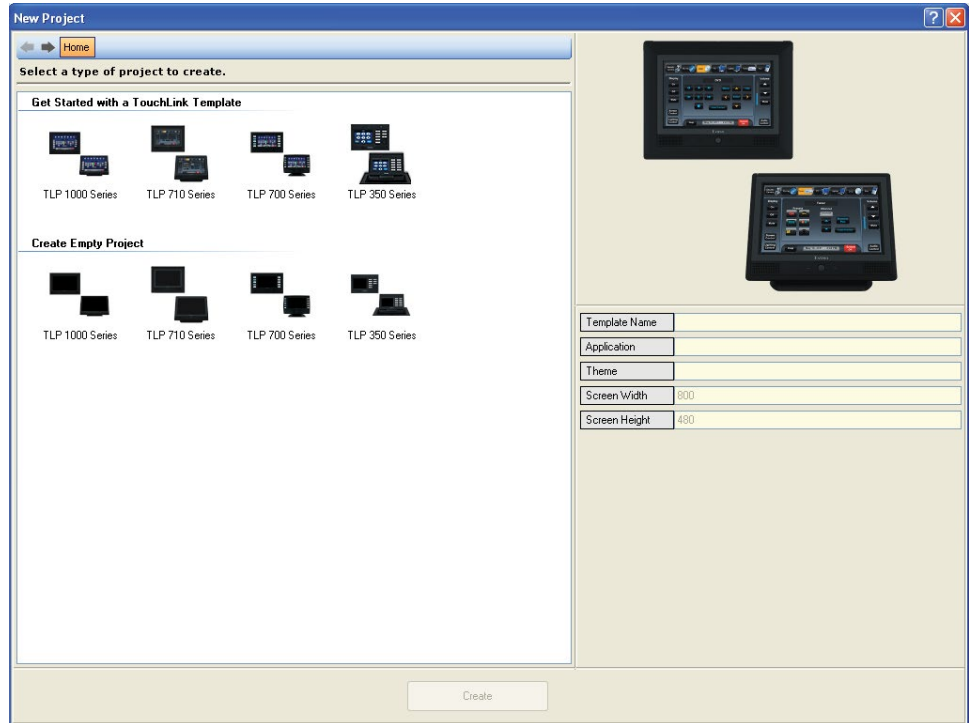 New Project
Home
Select a type of project to create.
Get Started with a TouchLink Template
TLP 1000 Series TLP 710 Series TLP 700 Series TLP 350 Series
Create Empty Project
TLP 1000 Series TLP 710 Series TLP 700 Series TLP 350 Series
Template Name
Application
Theme
Screen Width 800
Screen Height 480
Create